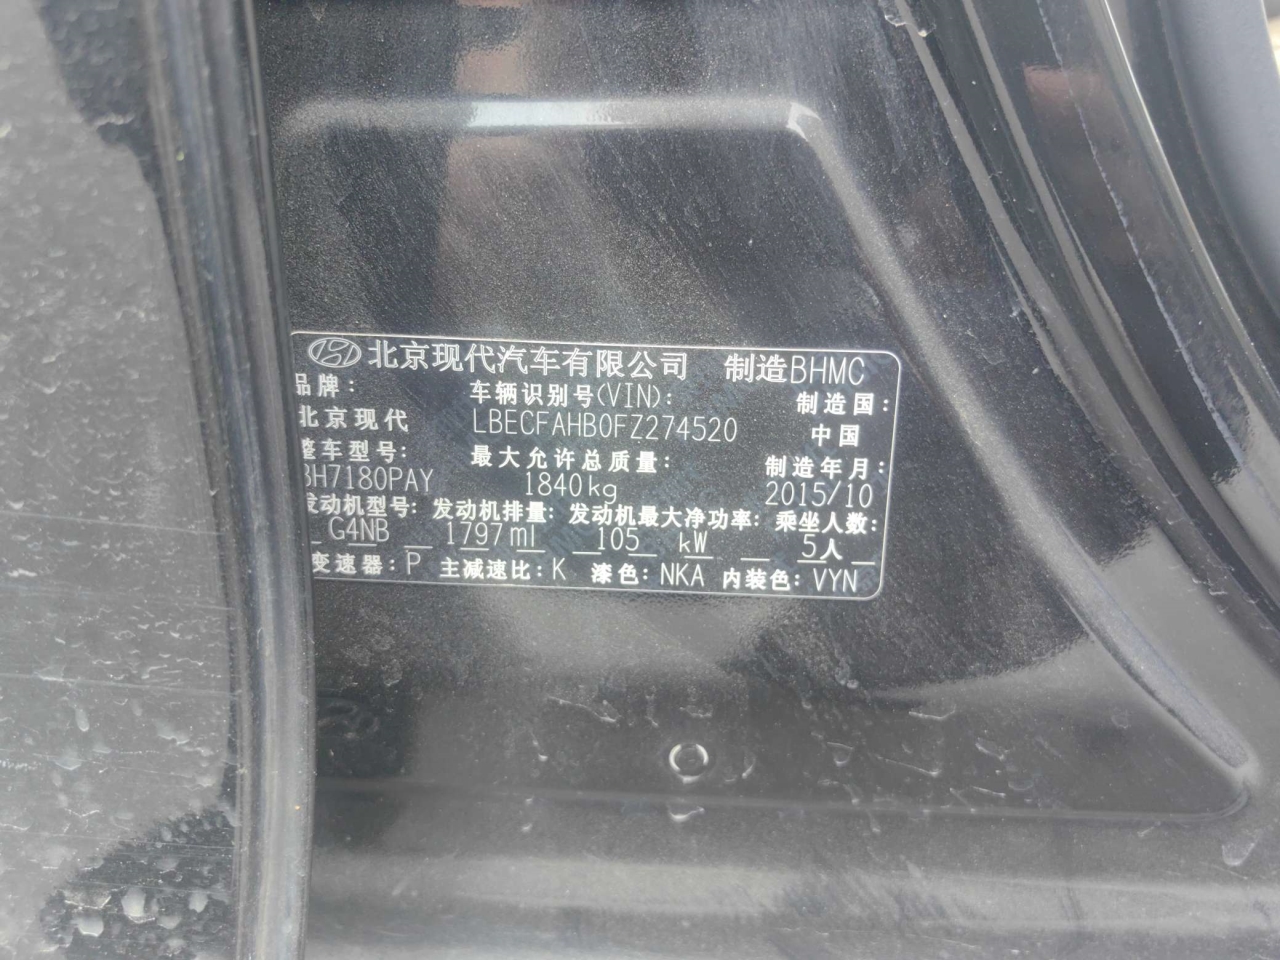 北京现代汽车有限公司 制造BHMC
品牌: 车辆识别号(VIN): 制造国:
北京现代 LBECFAHB0FZ274520 中国
整车型号: 最大允许总质量: 制造年月:
BH7180PAY 1840kg 2015/10
发动机型号: 发动机排量: 发动机最大净功率: 乘坐人数:
G4NB 1797ml 105 kW 5人
变速器:P 主减速比:K 漆色:NKA 内装色:VYN